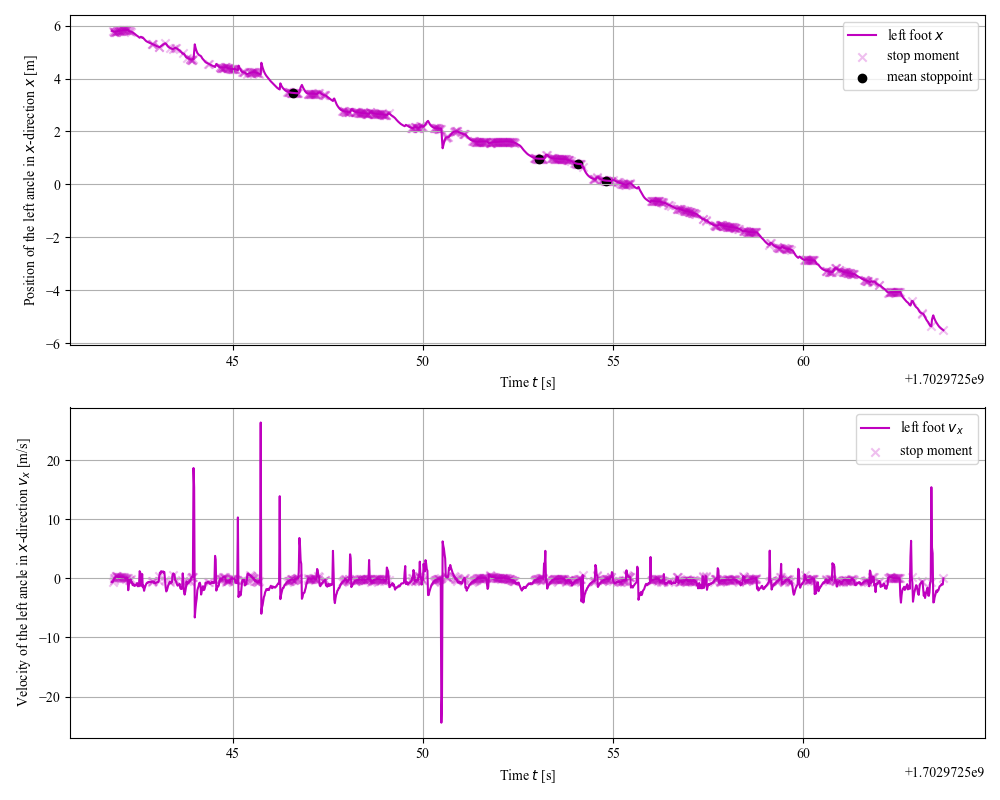 6
4
2
0
−2
−4
−6
Position of the left ancle in x-direction x [m]
left foot x
stop moment
mean stoppoint
45
50
55
60
Time t [s]
+1.7029725e9
20
10
0
−10
−20
Velocity of the left ancle in x-direction vₓ [m/s]
left foot vₓ
stop moment
45
50
55
60
Time t [s]
+1.7029725e9